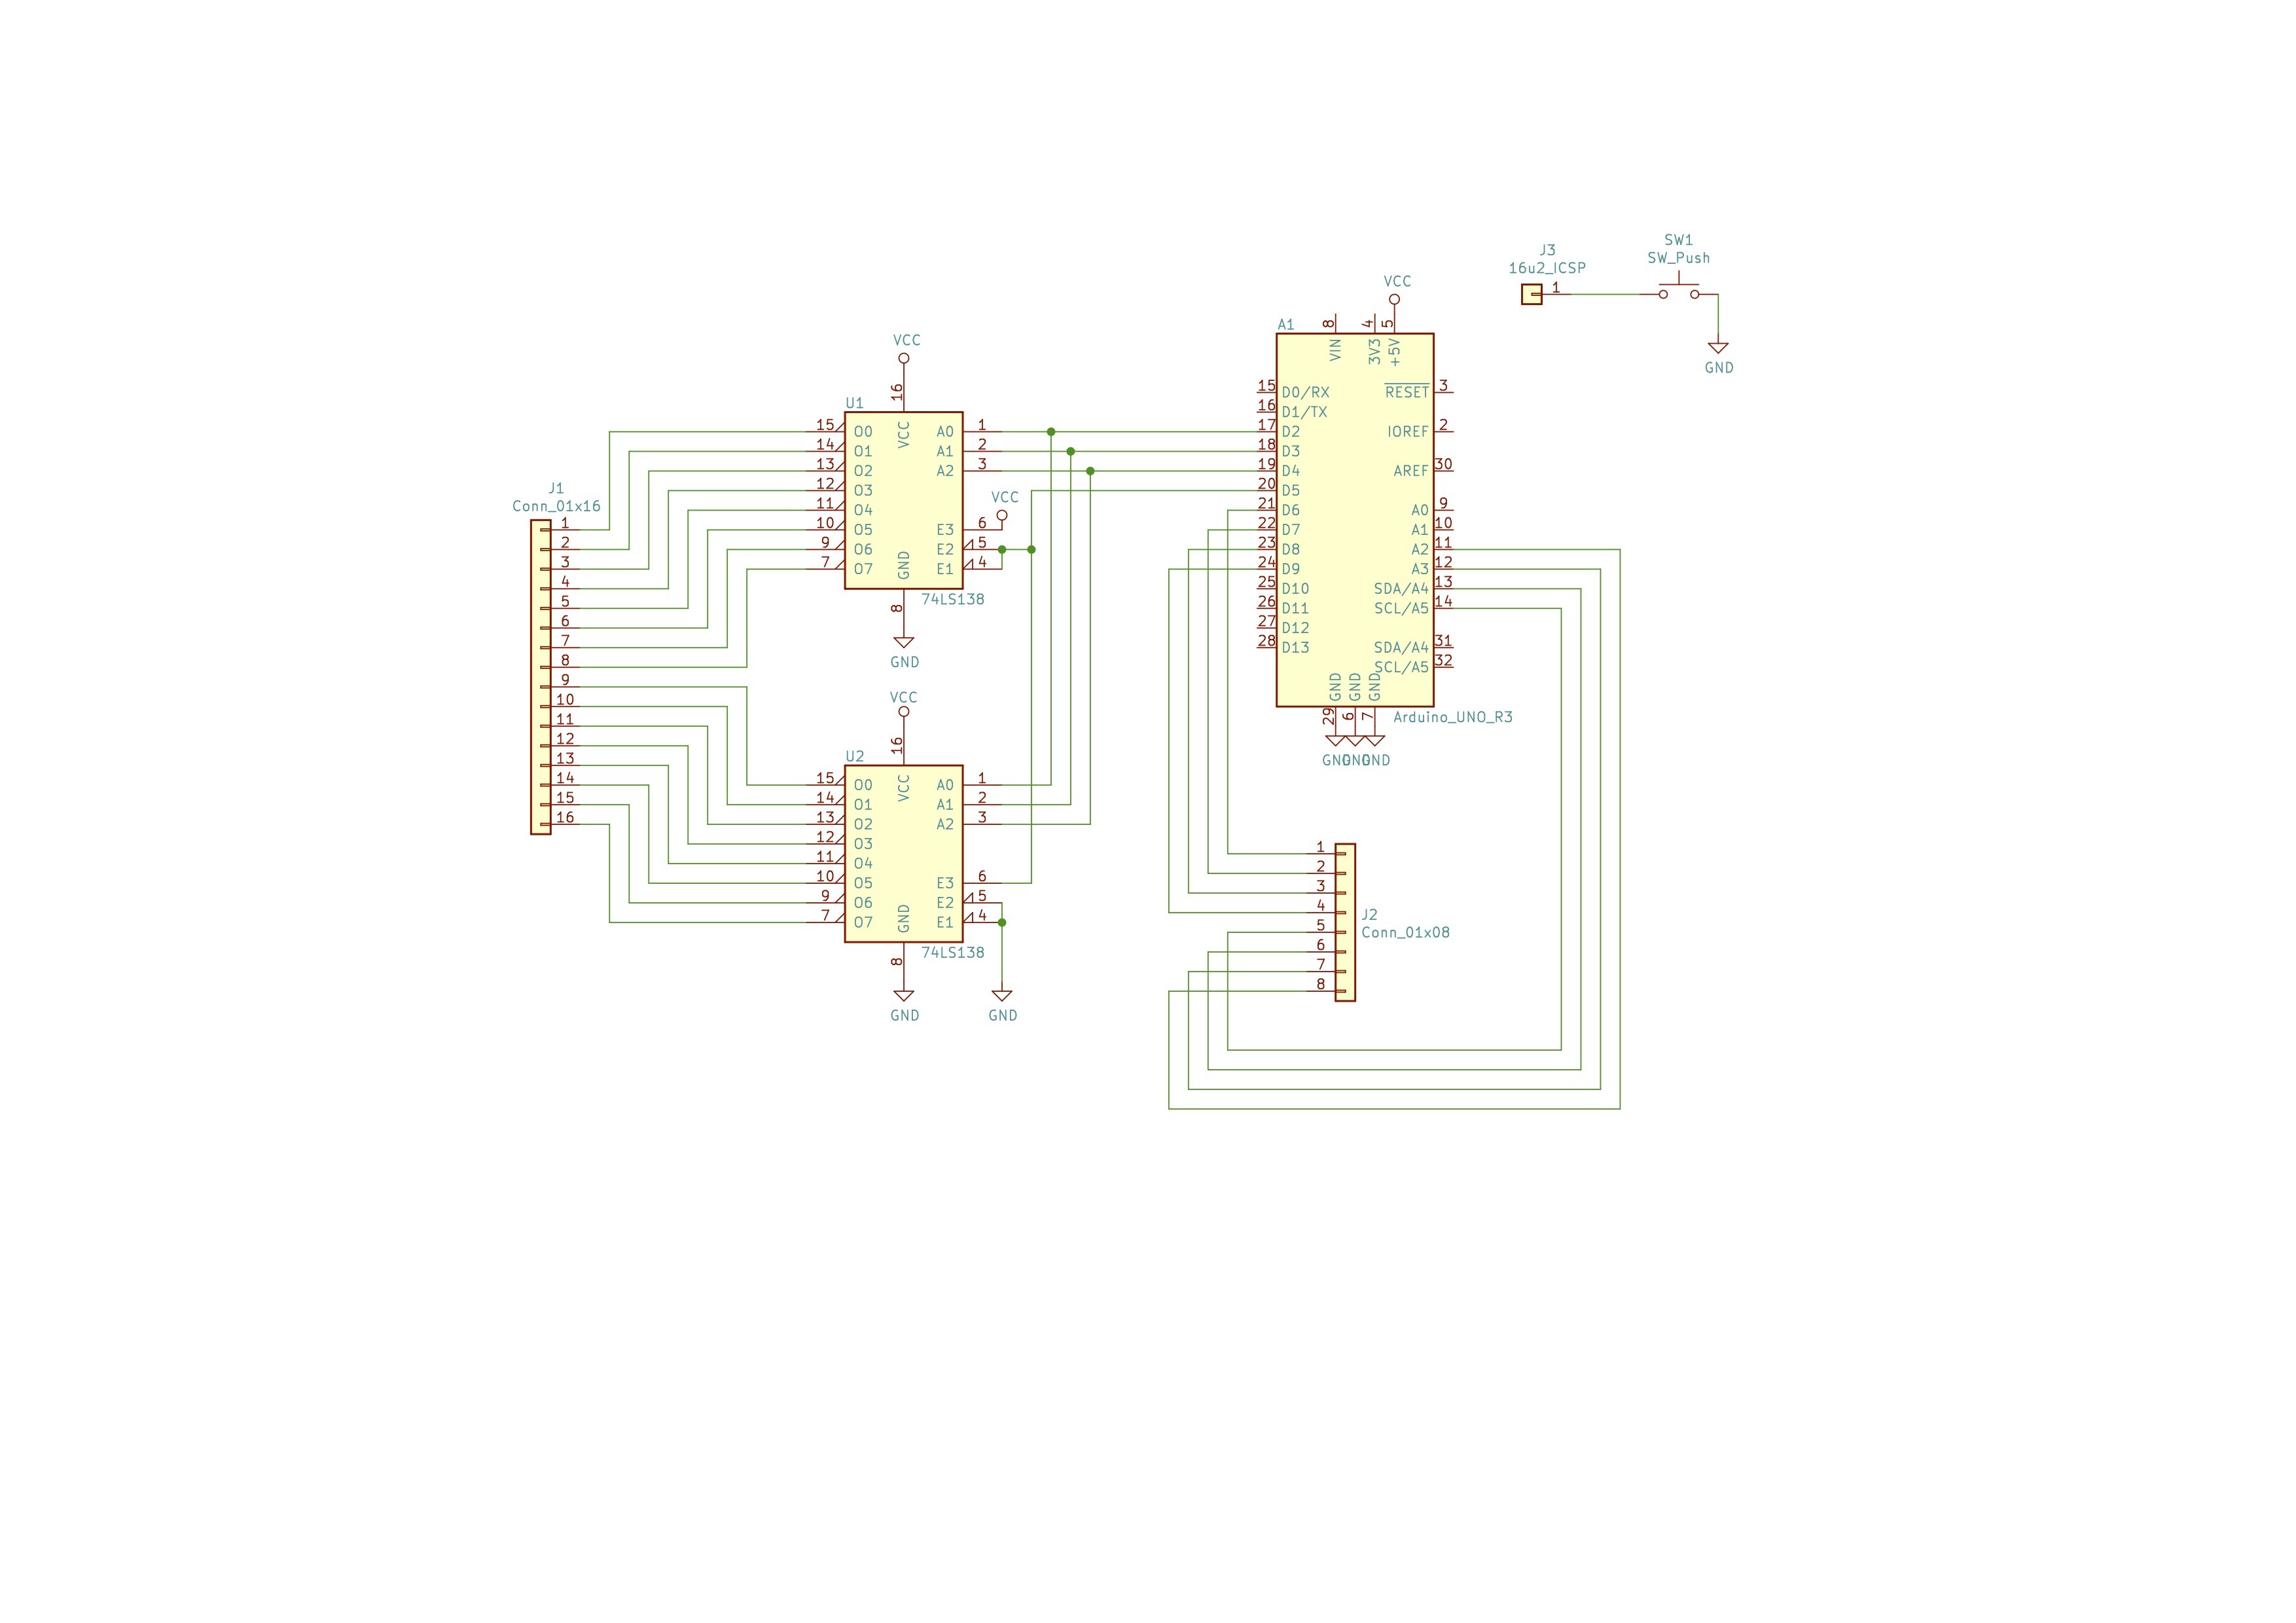 SW1
SW_Push
J3
16u2_ICSP
1
GND
VCC
A1
8 4 5
VIN 3V3 +5V
15 D0/RX RESET 3
16 D1/TX
17 D2 IOREF 2
18 D3
19 D4 AREF 30
20 D5
21 D6 A0 9
22 D7 A1 10
23 D8 A2 11
24 D9 A3 12
25 D10 SDA/A4 13
26 D11 SCL/A5 14
27 D12
28 D13 SDA/A4 31
SCL/A5 32
GND GND GND
29 6 7
Arduino_UNO_R3
GND GND GND
VCC
16
U1
VCC
15 O0 A0 1
14 O1 A1 2
13 O2 A2 3
12 O3
11 O4
VCC
10 O5 E3 6
9 O6 E2 5
7 O7 E1 4
GND
74LS138
8
GND
J1
Conn_01x16
1
2
3
4
5
6
7
8
9
10
11
12
13
14
15
16
VCC
16
U2
VCC
15 O0 A0 1
14 O1 A1 2
13 O2 A2 3
12 O3
11 O4
10 O5 E3 6
9 O6 E2 5
7 O7 E1 4
GND
74LS138
8
GND
GND
1
2
3
4
5
6
7
8
J2
Conn_01x08